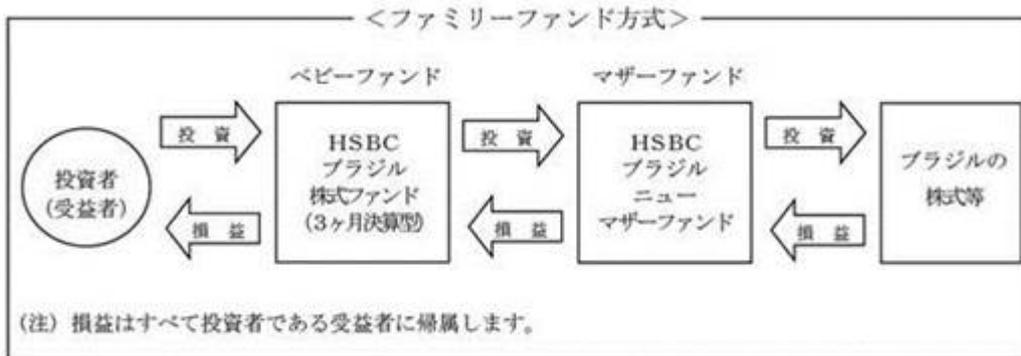 ＜ファミリーファンド方式＞
ベビーファンド
マザーファンド
投資者
(受益者)
投 資
損 益
HSBC
ブラジル
株式ファンド
(3ヶ月決算型)
投 資
損 益
HSBC
ブラジル
ニュー
マザーファンド
投 資
損 益
ブラジルの
株式等
(注) 損益はすべて投資者である受益者に帰属します。